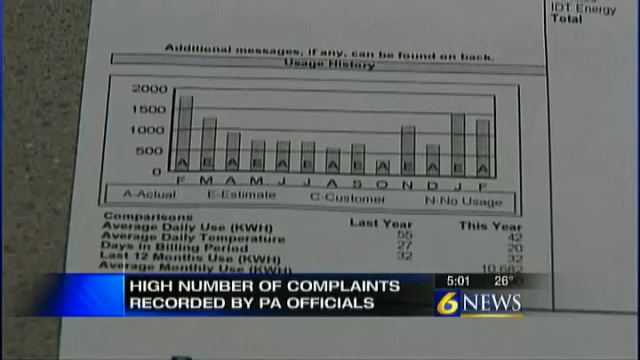 IDT Energy
Total
Additional messages, if any, can be found on back.
Usage History
2000
1500
1000
500
0
A E A E A E A E A E D E A
F M A M J J A S O N D J F
A-Actual E-Estimate C-Customer N-No Usage
Comparisons Last Year This Year
Average Daily Use (KWH) 55 42
Average Daily Temperature 27 20
Days in Billing Period 32 32
Last 12 Months Use (KWH) 10,682
Average Monthly Use (KWH)
HIGH NUMBER OF COMPLAINTS
RECORDED BY PA OFFICIALS
5:01 26°
6 NEWS